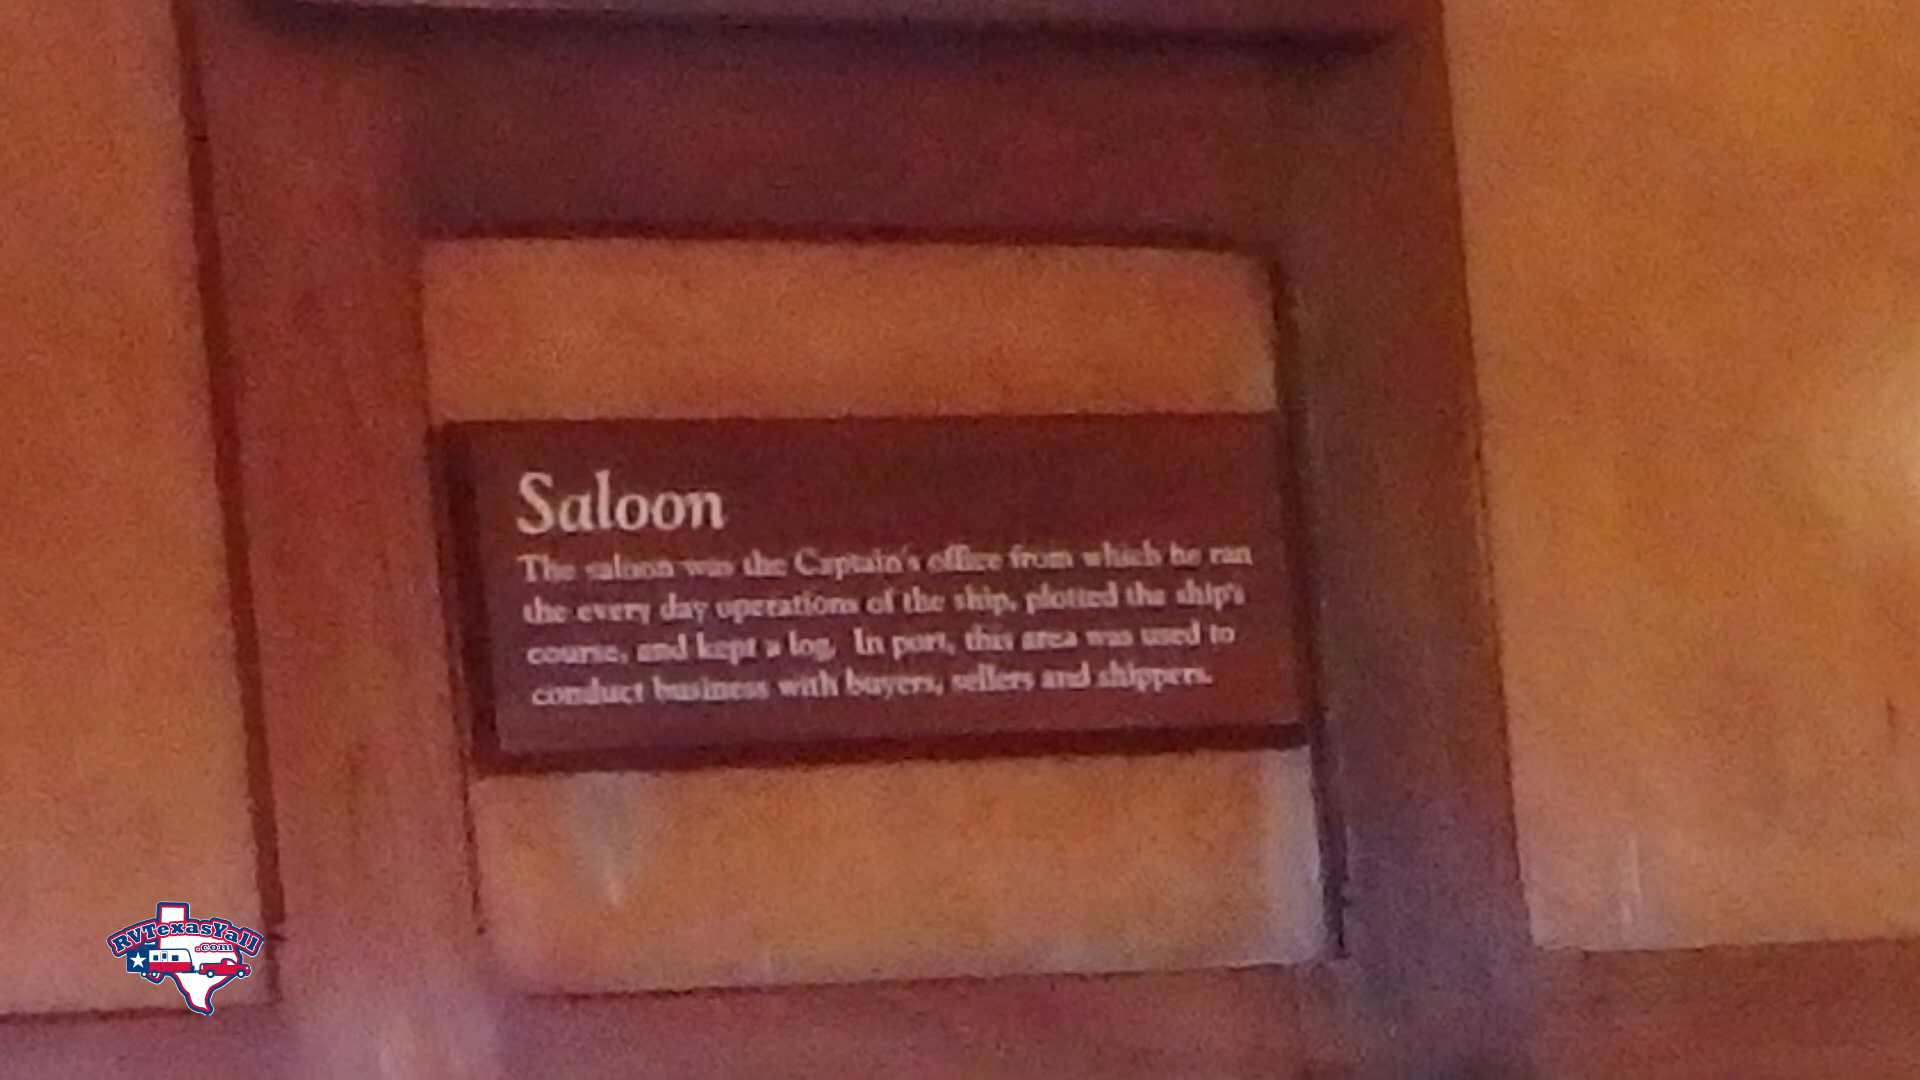 Saloon
The saloon was the Captain's office from which he ran
the every day operations of the ship, plotted the ship's
course, and kept a log. In port, this area was used to
conduct business with buyers, sellers and shippers.
RVTexasYall
.com